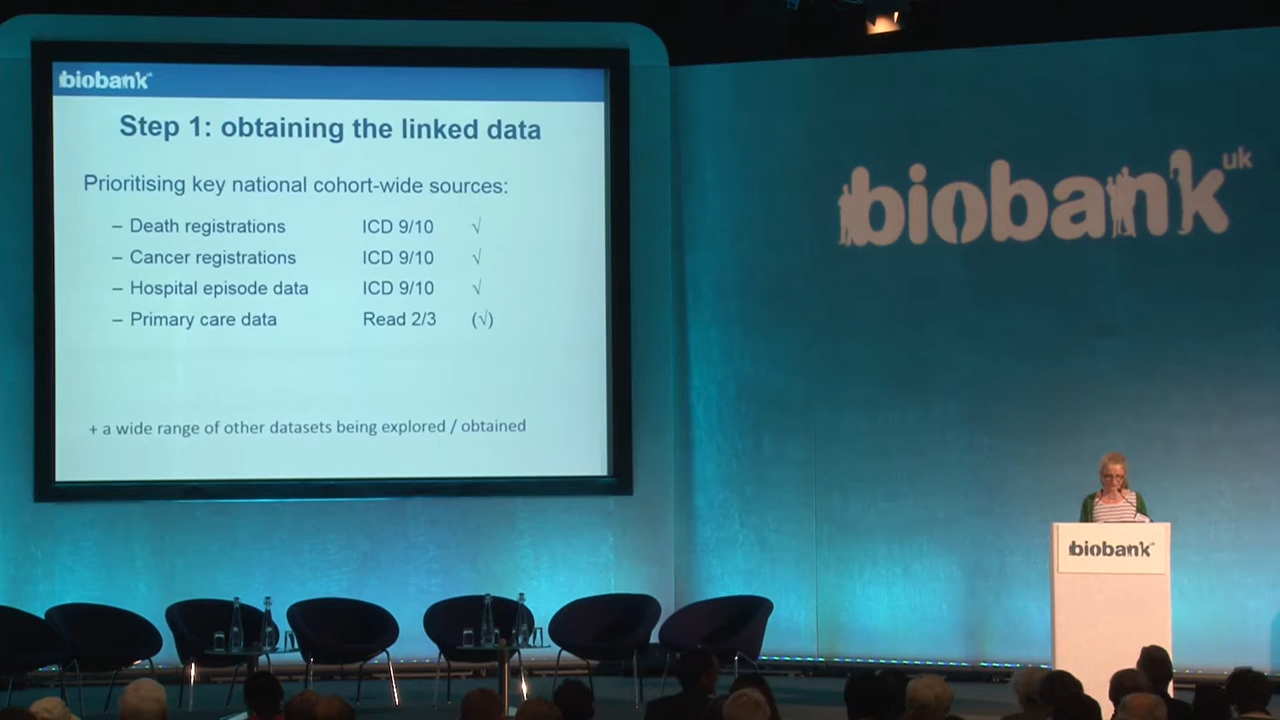 biobank uk
Step 1: obtaining the linked data
Prioritising key national cohort-wide sources:
– Death registrations ICD 9/10 √
– Cancer registrations ICD 9/10 √
– Hospital episode data ICD 9/10 √
– Primary care data Read 2/3 (√)
+ a wide range of other datasets being explored / obtained
biobank uk
biobank uk